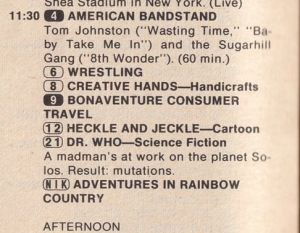 Shea Stadium in New York. (Live)
11:30 4 AMERICAN BANDSTAND
Tom Johnston ("Wasting Time," "Ba-
by Take Me In") and the Sugarhill
Gang ("8th Wonder"). (60 min.)
6 WRESTLING
8 CREATIVE HANDS—Handicrafts
9 BONAVENTURE CONSUMER
TRAVEL
12 HECKLE AND JECKLE—Cartoon
21 DR. WHO—Science Fiction
A madman's at work on the planet So-
los. Result: mutations.
NIK ADVENTURES IN RAINBOW
COUNTRY
AFTERNOON